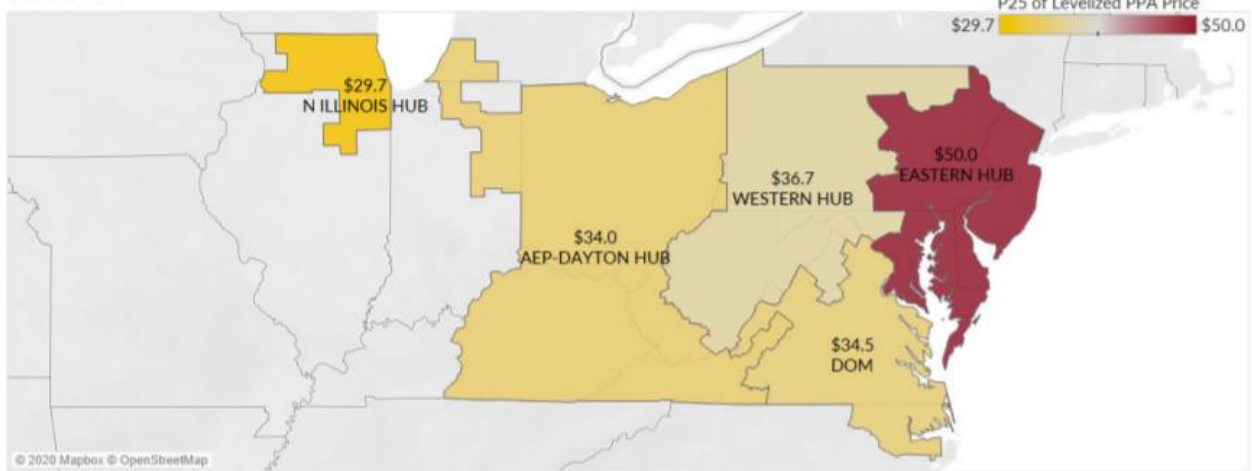 P25 of Levelized PPA Price
$29.7
$50.0
$29.7
N ILLINOIS HUB
$50.0
EASTERN HUB
$36.7
WESTERN HUB
$34.0
AEP-DAYTON HUB
$34.5
DOM
© 2020 Mapbox © OpenStreetMap